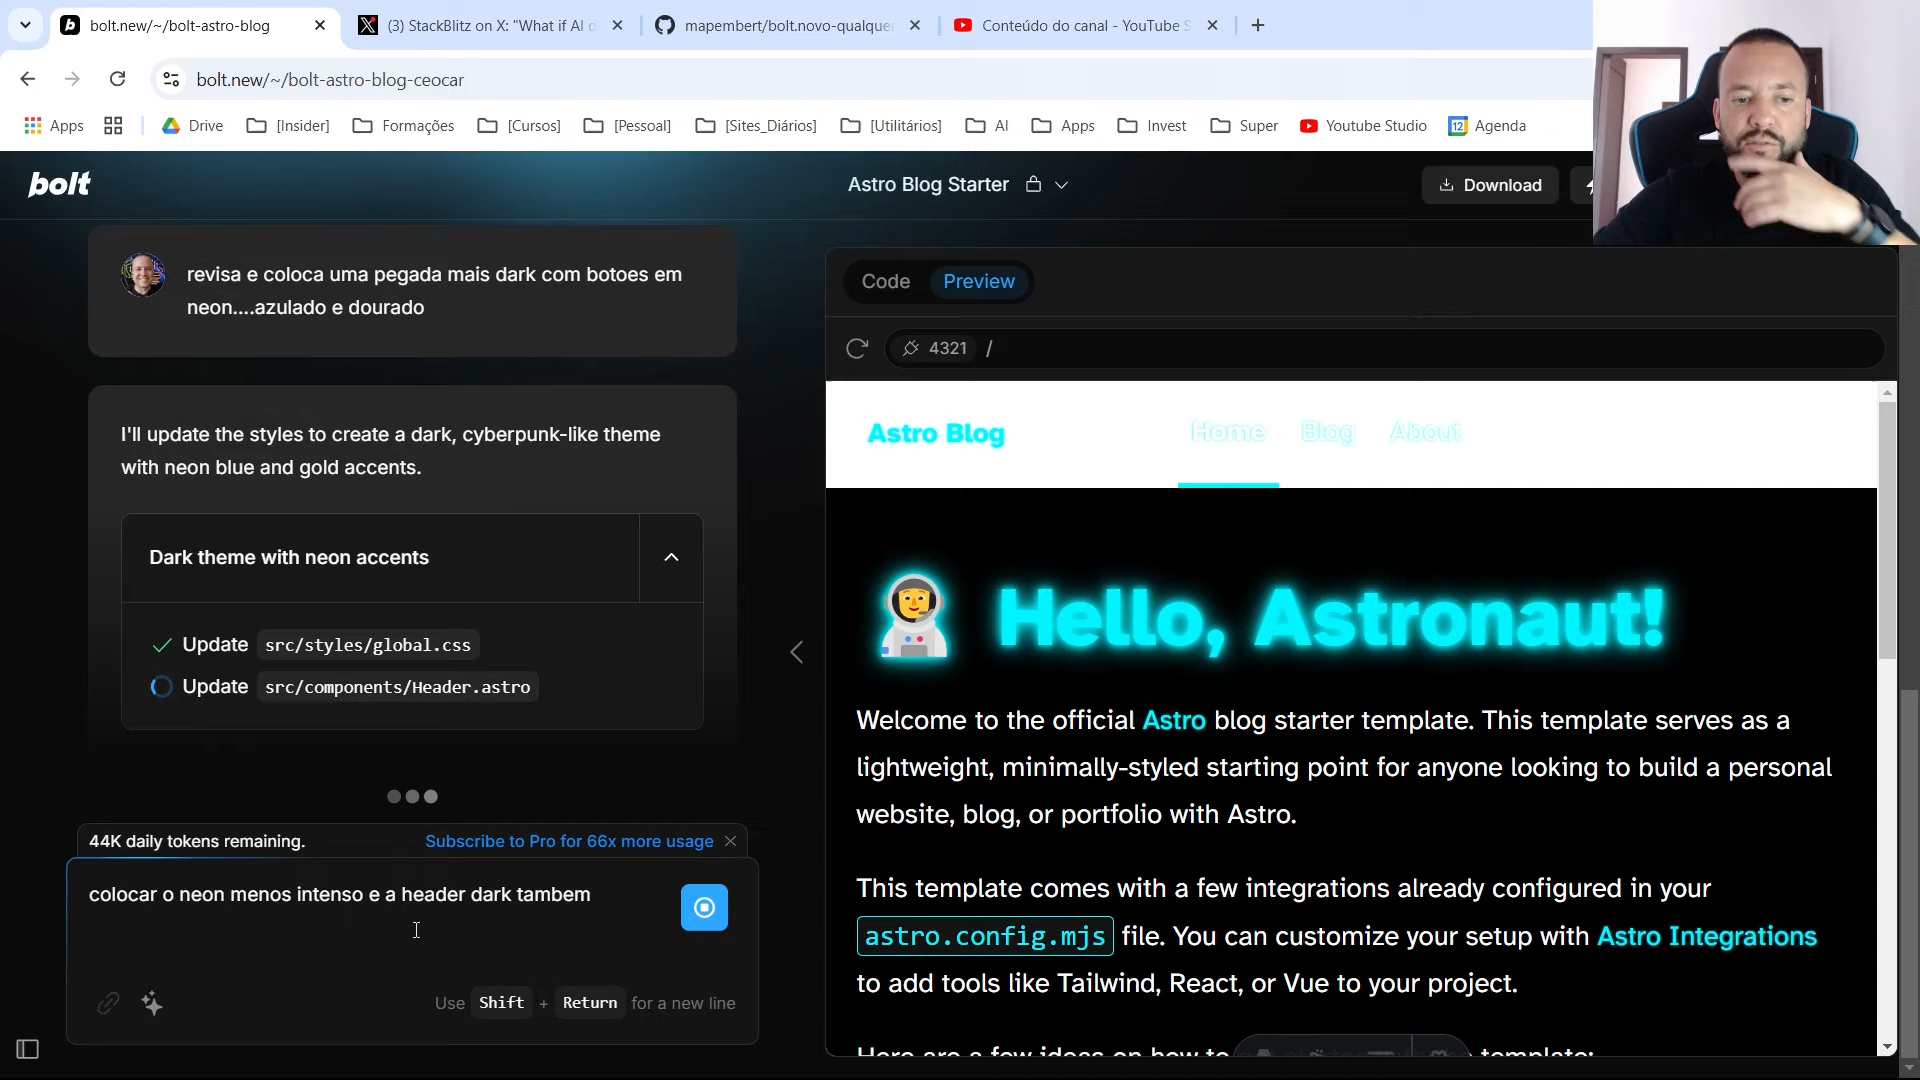 bolt.new/~/bolt-astro-blog
(3) StackBlitz on X: "What if AI d
mapembert/bolt.novo-qualque
Conteúdo do canal - YouTube S
bolt.new/~/bolt-astro-blog-ceocar
Apps
Drive
[Insider]
Formações
[Cursos]
[Pessoal]
[Sites_Diários]
[Utilitários]
AI
Apps
Invest
Super
Youtube Studio
12
Agenda
bolt
Astro Blog Starter
Download
revisa e coloca uma pegada mais dark com botoes em
neon....azulado e dourado
I'll update the styles to create a dark, cyberpunk-like theme
with neon blue and gold accents.
Dark theme with neon accents
Update src/styles/global.css
Update src/components/Header.astro
44K daily tokens remaining.
Subscribe to Pro for 66x more usage
colocar o neon menos intenso e a header dark tambem
Use Shift + Return for a new line
Code
Preview
4321 /
Astro Blog
Home
Blog
About
Hello, Astronaut!
Welcome to the official Astro blog starter template. This template serves as a
lightweight, minimally-styled starting point for anyone looking to build a personal
website, blog, or portfolio with Astro.
This template comes with a few integrations already configured in your
astro.config.mjs file. You can customize your setup with Astro Integrations
to add tools like Tailwind, React, or Vue to your project.
Here are a few ideas on how to template: